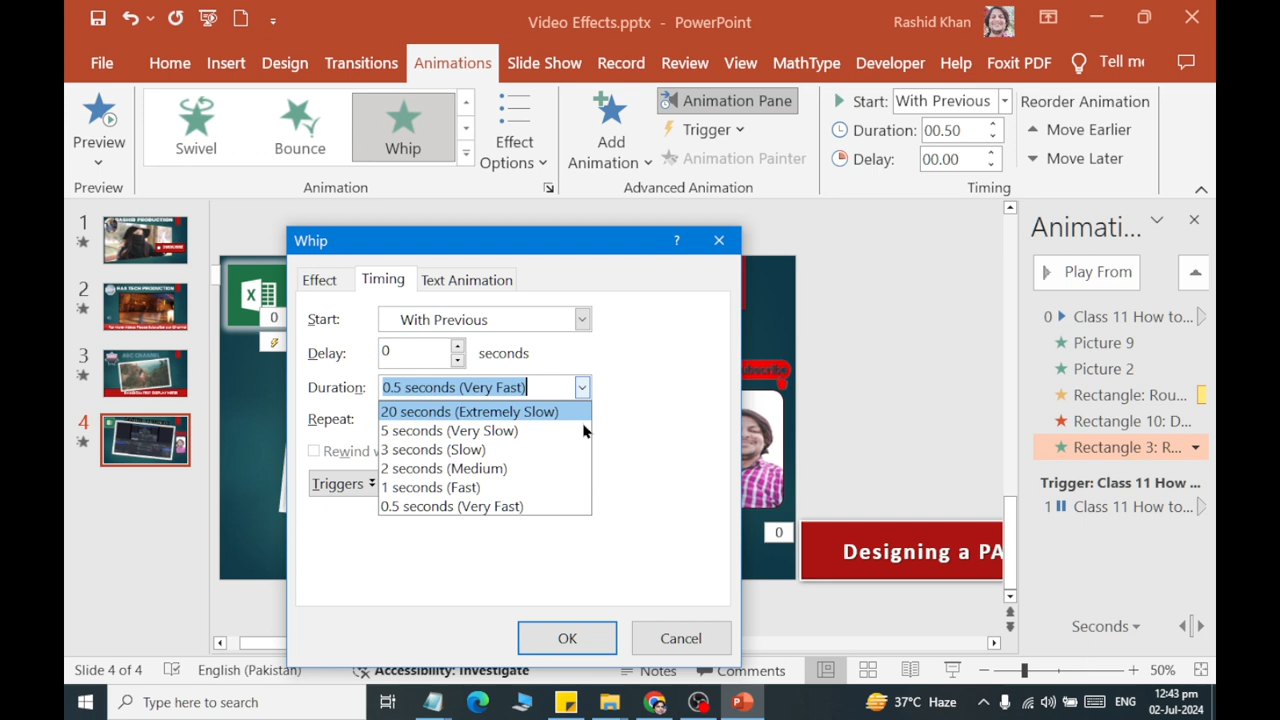 Video Effects.pptx - PowerPoint
Rashid Khan
File Home Insert Design Transitions Animations Slide Show Record Review View MathType Developer Help Foxit PDF Tell me
Preview
Swivel
Bounce
Whip
Effect Options
Add Animation
Animation Pane
Trigger
Animation Painter
Start: With Previous
Duration: 00.50
Delay: 00.00
Reorder Animation
Move Earlier
Move Later
Preview
Animation
Advanced Animation
Timing
1
2
3
4
Whip
?
Effect Timing Text Animation
Start: With Previous
Delay: 0 seconds
Duration: 0.5 seconds (Very Fast)
20 seconds (Extremely Slow)
5 seconds (Very Slow)
3 seconds (Slow)
2 seconds (Medium)
1 seconds (Fast)
0.5 seconds (Very Fast)
Repeat:
Rewind
Triggers
OK Cancel
0
0
Designing a PA
Animati...
Play From
0 Class 11 How to...
Picture 9
Picture 2
Rectangle: Rou...
Rectangle 10: D...
Rectangle 3: R...
Trigger: Class 11 How ...
1 Class 11 How to...
Seconds
Slide 4 of 4 English (Pakistan) Accessibility: Investigate Notes Comments 50%
Type here to search
37°C Haze
ENG
12:43 pm
02-Jul-2024